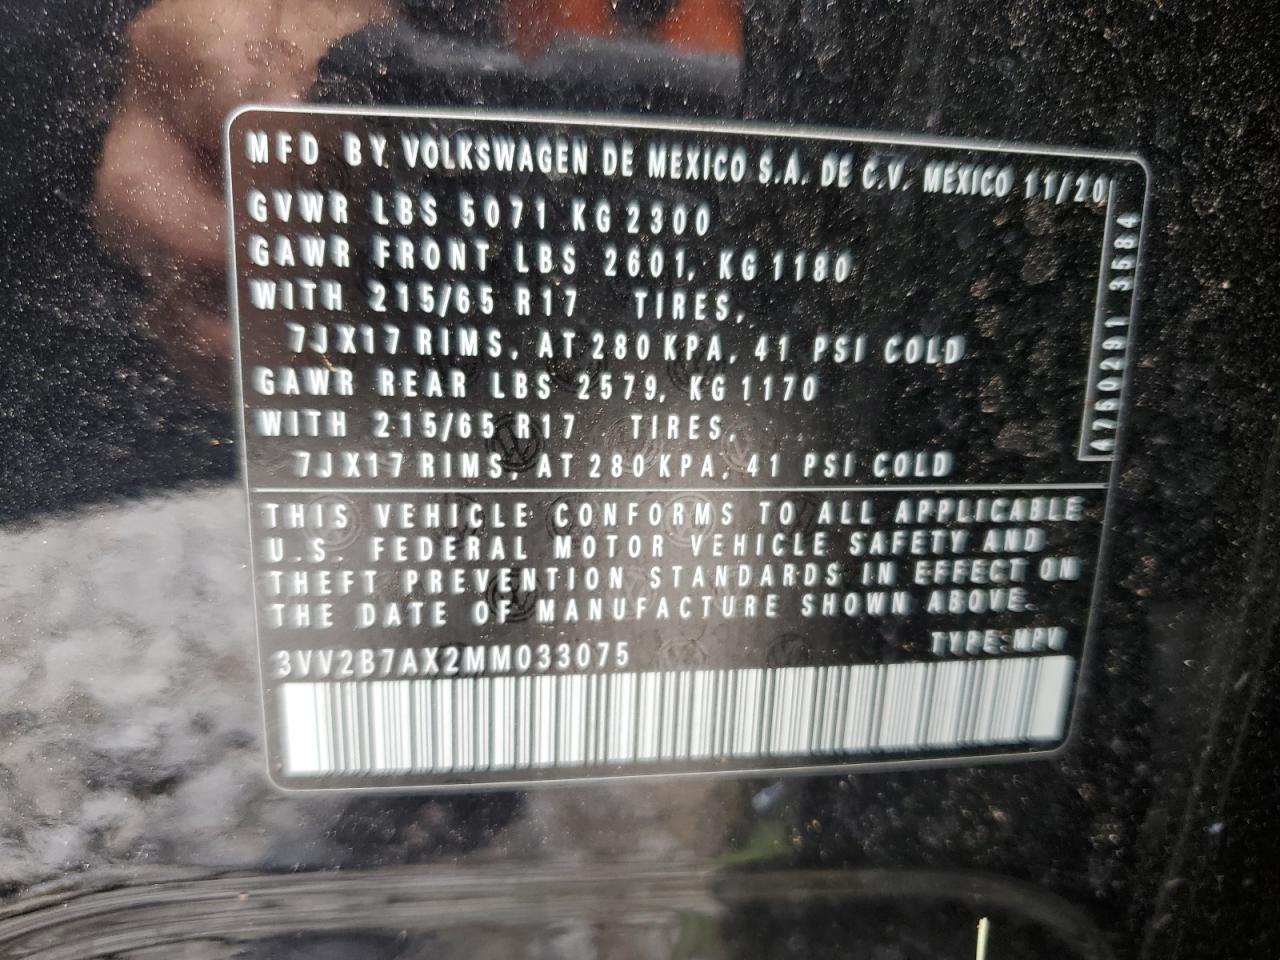 MFD BY VOLKSWAGEN DE MEXICO S.A. DE C.V. MEXICO 11/20
GVWR LBS 5071 KG 2300
GAWR FRONT LBS 2601, KG 1180
WITH 215/65 R17 TIRES,
7JX17 RIMS, AT 280 KPA, 41 PSI COLD
GAWR REAR LBS 2579, KG 1170
WITH 215/65 R17 TIRES,
7JX17 RIMS, AT 280 KPA, 41 PSI COLD
THIS VEHICLE CONFORMS TO ALL APPLICABLE
U.S. FEDERAL MOTOR VEHICLE SAFETY AND
THEFT PREVENTION STANDARDS IN EFFECT ON
THE DATE OF MANUFACTURE SHOWN ABOVE.
TYPE:MPV
3VV2B7AX2MM033075
3584